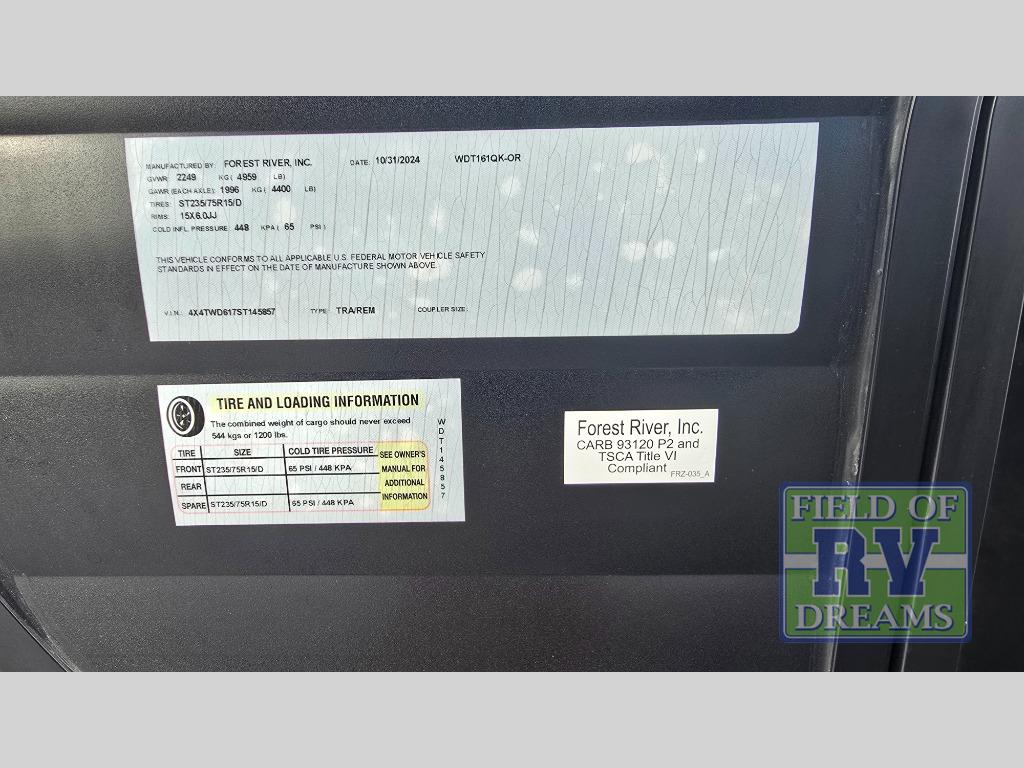 MANUFACTURED BY: FOREST RIVER, INC. DATE: 10/31/2024 WDT161QK-OR
GVWR: 2249 KG ( 4959 LB)
GAWR (EACH AXLE): 1996 KG ( 4400 LB)
TIRES: ST235/75R15/D
RIMS: 15X6.0JJ
COLD INFL. PRESSURE: 448 KPA ( 65 PSI )
THIS VEHICLE CONFORMS TO ALL APPLICABLE U.S. FEDERAL MOTOR VEHICLE SAFETY
STANDARDS IN EFFECT ON THE DATE OF MANUFACTURE SHOWN ABOVE.
V.I.N.: 4X4TWD617ST145857 TYPE: TRA/REM COUPLER SIZE:
TIRE AND LOADING INFORMATION
The combined weight of cargo should never exceed
544 kgs or 1200 lbs.
TIRE SIZE COLD TIRE PRESSURE
FRONT ST235/75R15/D 65 PSI / 448 KPA
REAR
SPARE ST235/75R15/D 65 PSI / 448 KPA
SEE OWNER'S
MANUAL FOR
ADDITIONAL
INFORMATION
WDT145857
Forest River, Inc.
CARB 93120 P2 and
TSCA Title VI
Compliant
FRZ-035_A
FIELD OF
RV
DREAMS